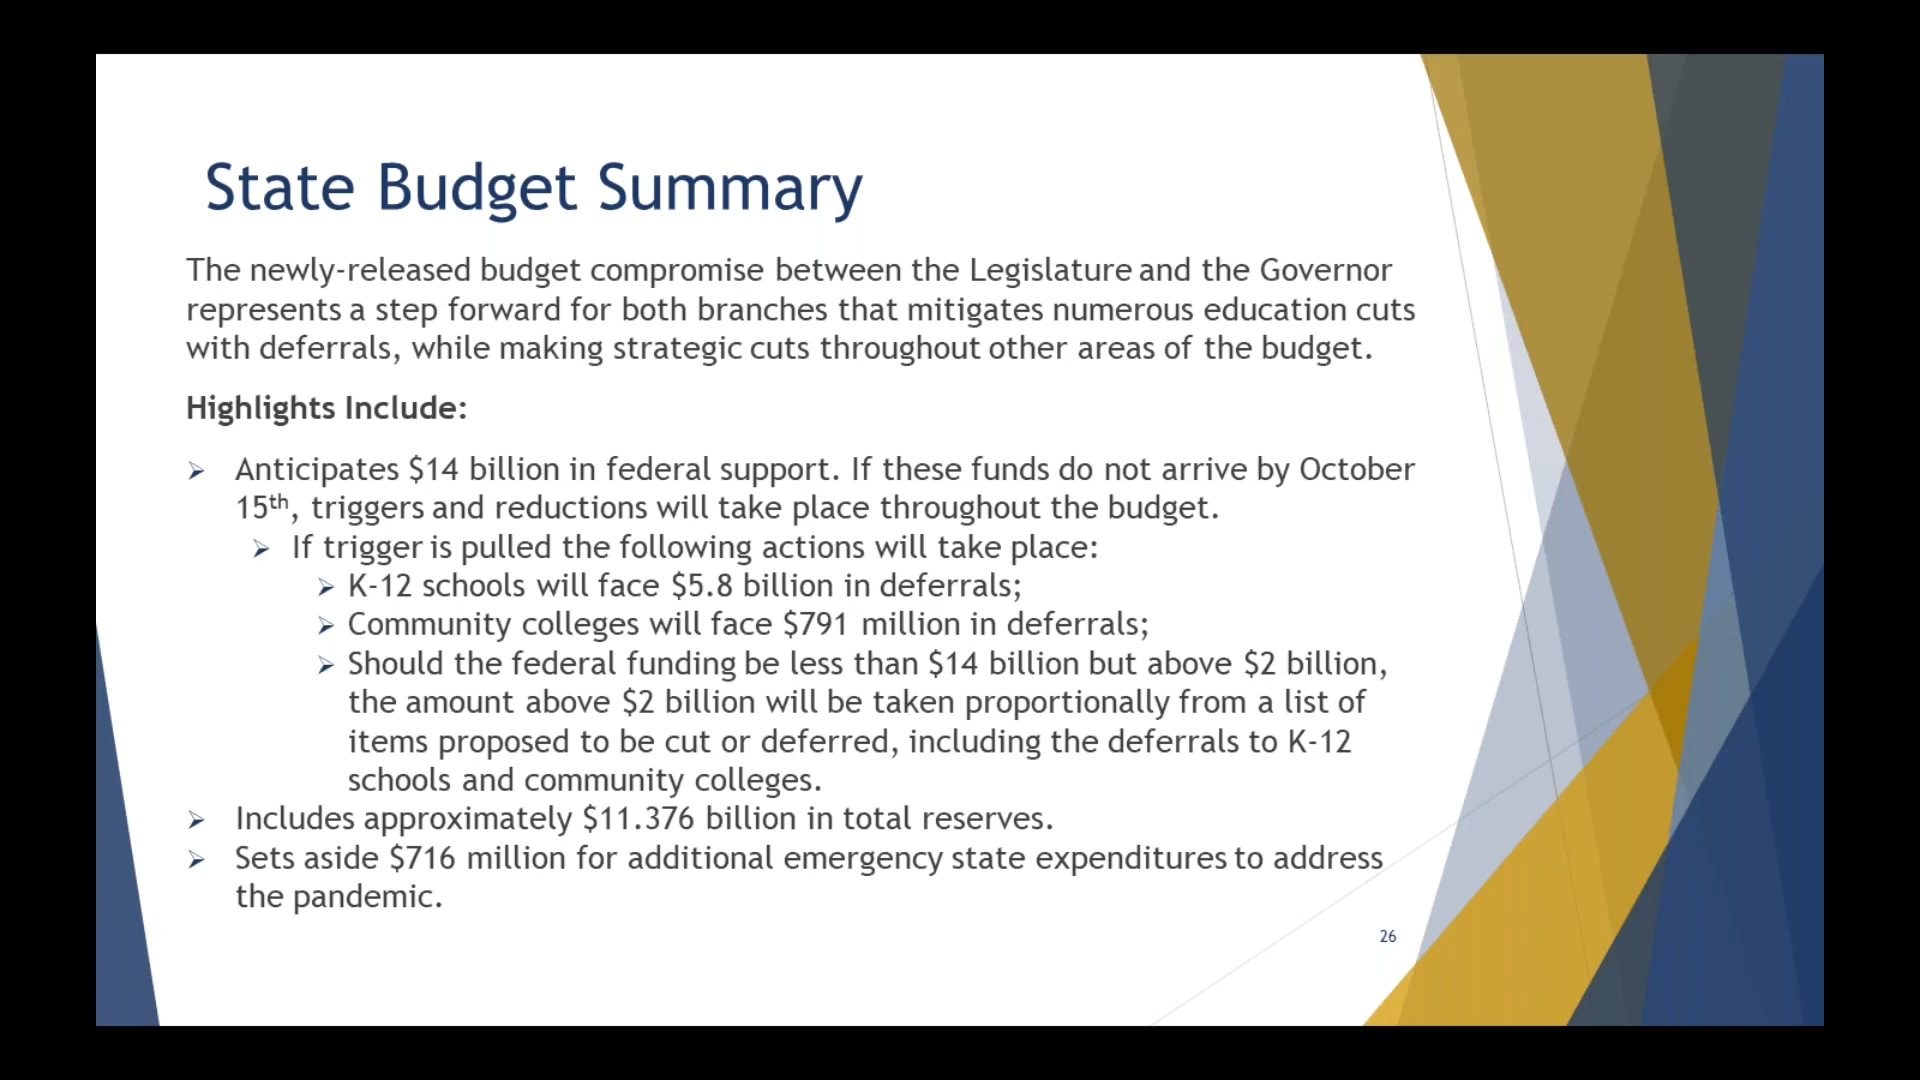 State Budget Summary
The newly-released budget compromise between the Legislature and the Governor
represents a step forward for both branches that mitigates numerous education cuts
with deferrals, while making strategic cuts throughout other areas of the budget.
Highlights Include:
➢ Anticipates $14 billion in federal support. If these funds do not arrive by October
15th, triggers and reductions will take place throughout the budget.
➢ If trigger is pulled the following actions will take place:
➢ K-12 schools will face $5.8 billion in deferrals;
➢ Community colleges will face $791 million in deferrals;
➢ Should the federal funding be less than $14 billion but above $2 billion,
the amount above $2 billion will be taken proportionally from a list of
items proposed to be cut or deferred, including the deferrals to K-12
schools and community colleges.
➢ Includes approximately $11.376 billion in total reserves.
➢ Sets aside $716 million for additional emergency state expenditures to address
the pandemic.
26